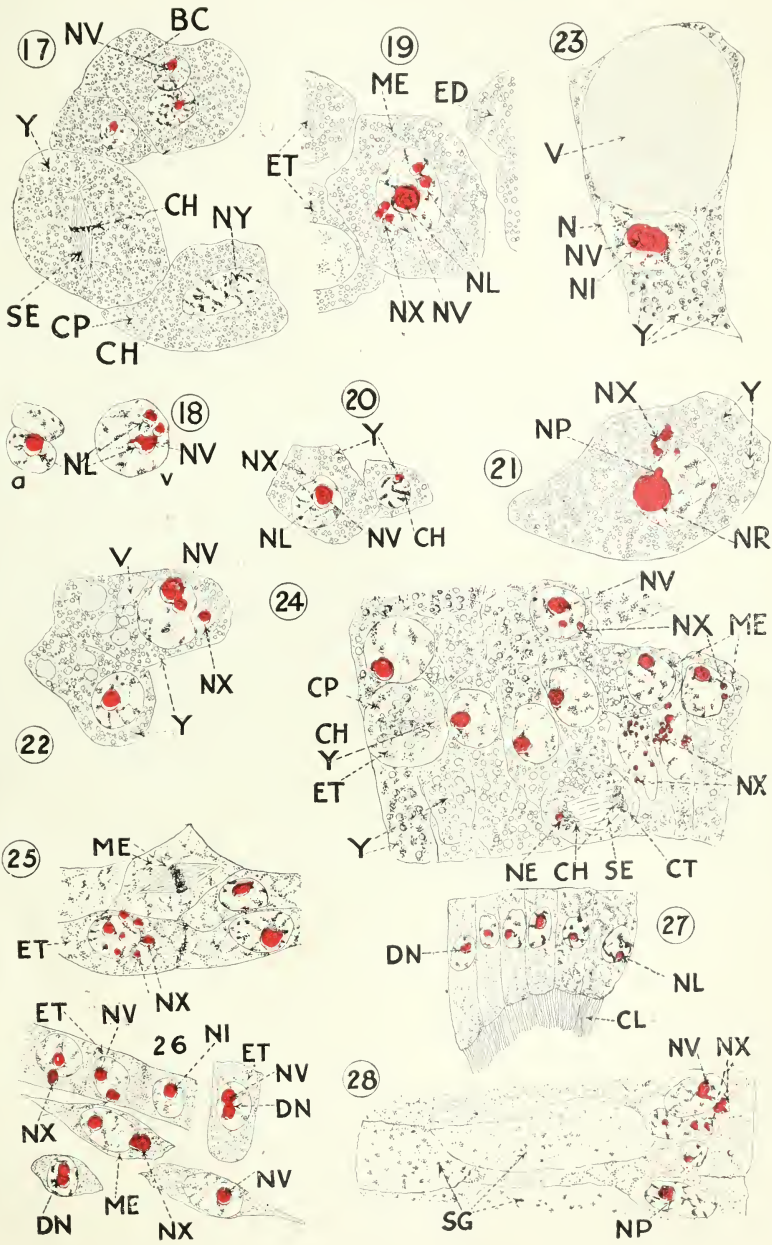 17
NV
BC
Y
CH
NY
SE
CP
CH
19
ME
ED
ET
NL
NX
NV
23
V
N
NV
NI
Y
18
NL
NV
a
v
20
Y
NX
NL
NV
CH
21
NX
Y
NP
NR
22
V
NV
NX
Y
24
NV
NX
ME
CP
CH
Y
ET
NX
Y
NE
CH
SE
CT
25
ME
ET
NX
27
DN
NL
CL
26
ET
NV
NI
ET
NV
DN
NX
ME
NV
DN
NX
28
NV
NX
SG
NP